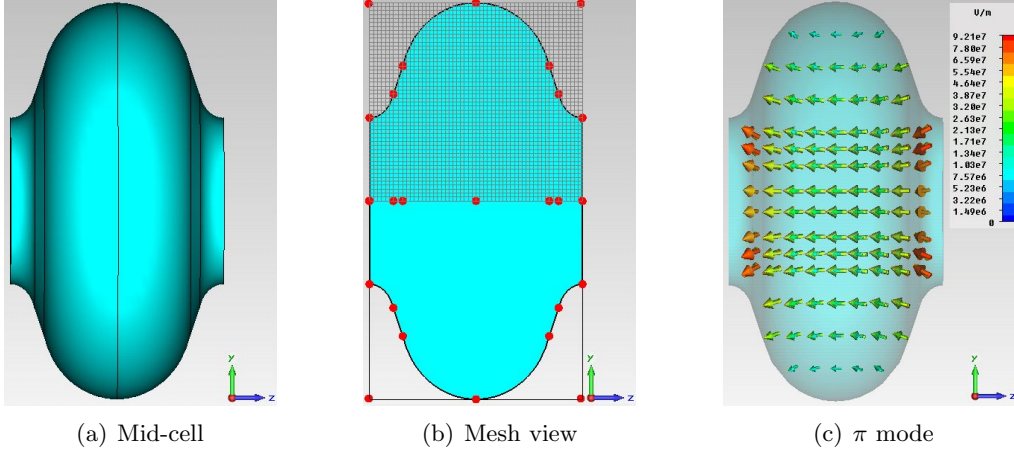 V/m
9.21e7
7.80e7
6.59e7
5.54e7
4.64e7
3.87e7
3.20e7
2.63e7
2.13e7
1.71e7
1.34e7
1.03e7
7.57e6
5.23e6
3.22e6
1.49e6
0
y
z
y
z
y
z
(a) Mid-cell
(b) Mesh view
(c) π mode